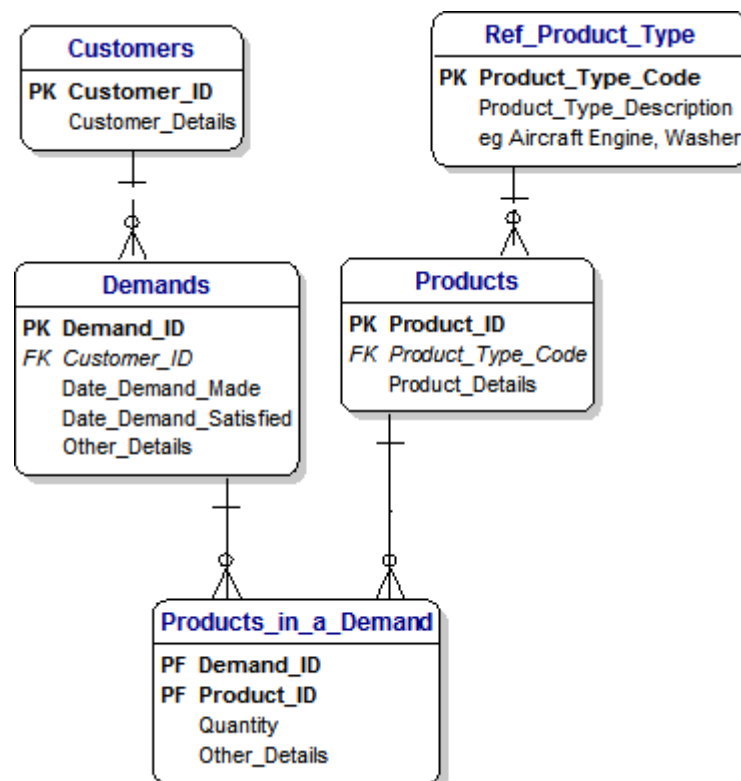 Customers
PK Customer_ID
Customer_Details
Ref_Product_Type
PK Product_Type_Code
Product_Type_Description
eg Aircraft Engine, Washer
Demands
PK Demand_ID
FK Customer_ID
Date_Demand_Made
Date_Demand_Satisfied
Other_Details
Products
PK Product_ID
FK Product_Type_Code
Product_Details
Products_in_a_Demand
PF Demand_ID
PF Product_ID
Quantity
Other_Details